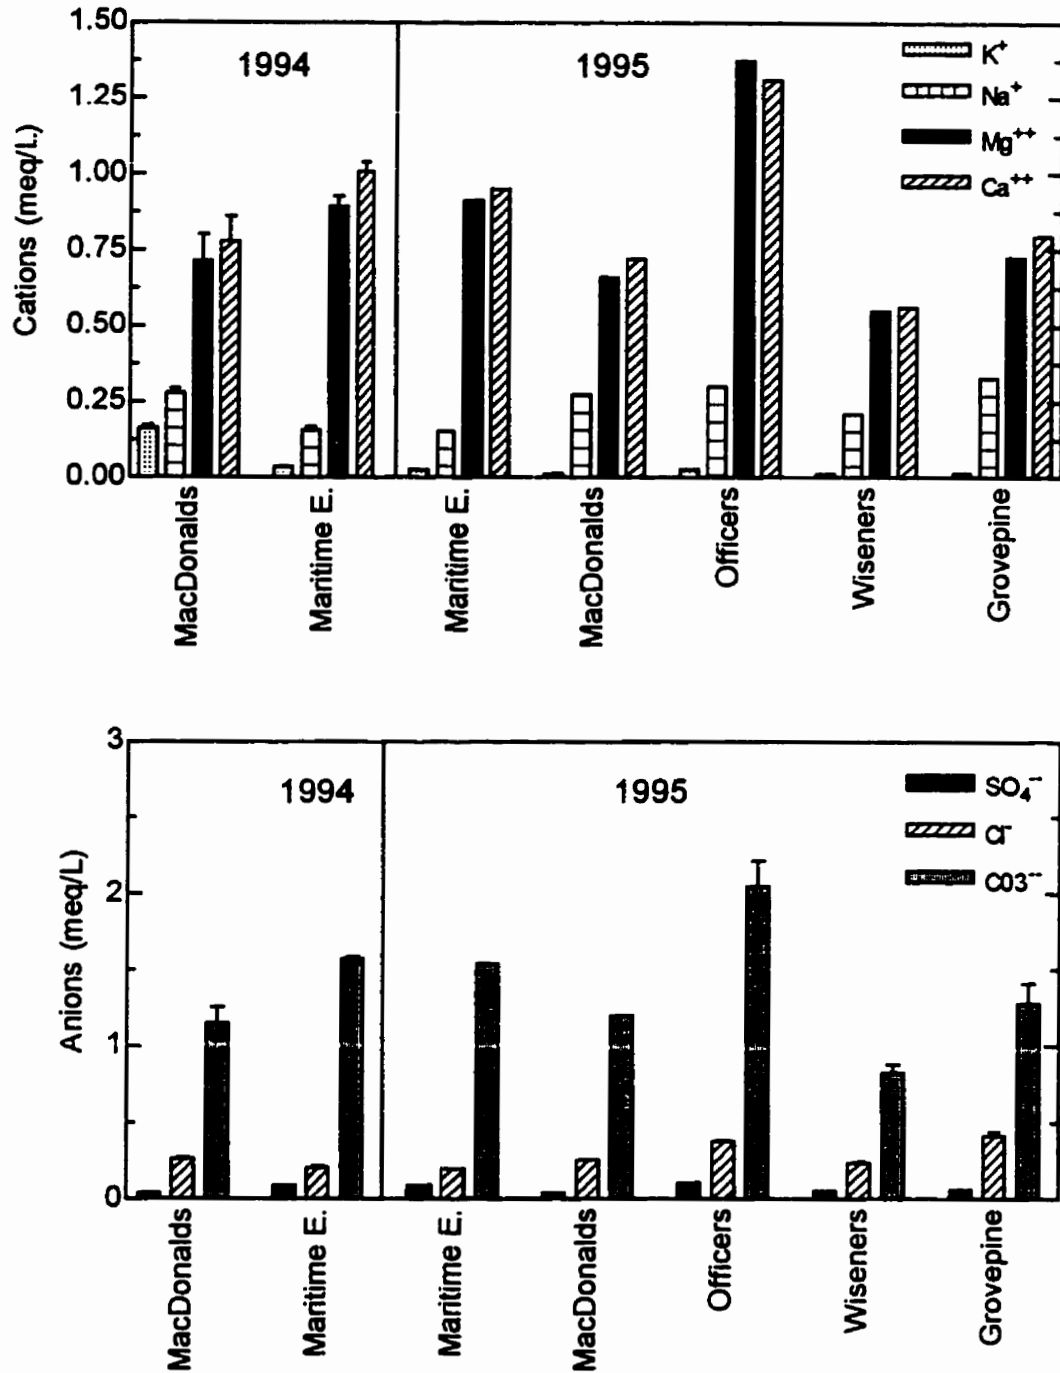 1.50
1.25
1.00
0.75
0.50
0.25
0.00
Cations (meq/L)
1994
1995
K⁺
Na⁺
Mg⁺⁺
Ca⁺⁺
MacDonalds
Maritime E.
Maritime E.
MacDonalds
Officers
Wiseners
Grovepine
3
2
1
0
Anions (meq/L)
1994
1995
SO₄⁻⁻
Cl⁻
C03⁻⁻
MacDonalds
Maritime E.
Maritime E.
MacDonalds
Officers
Wiseners
Grovepine